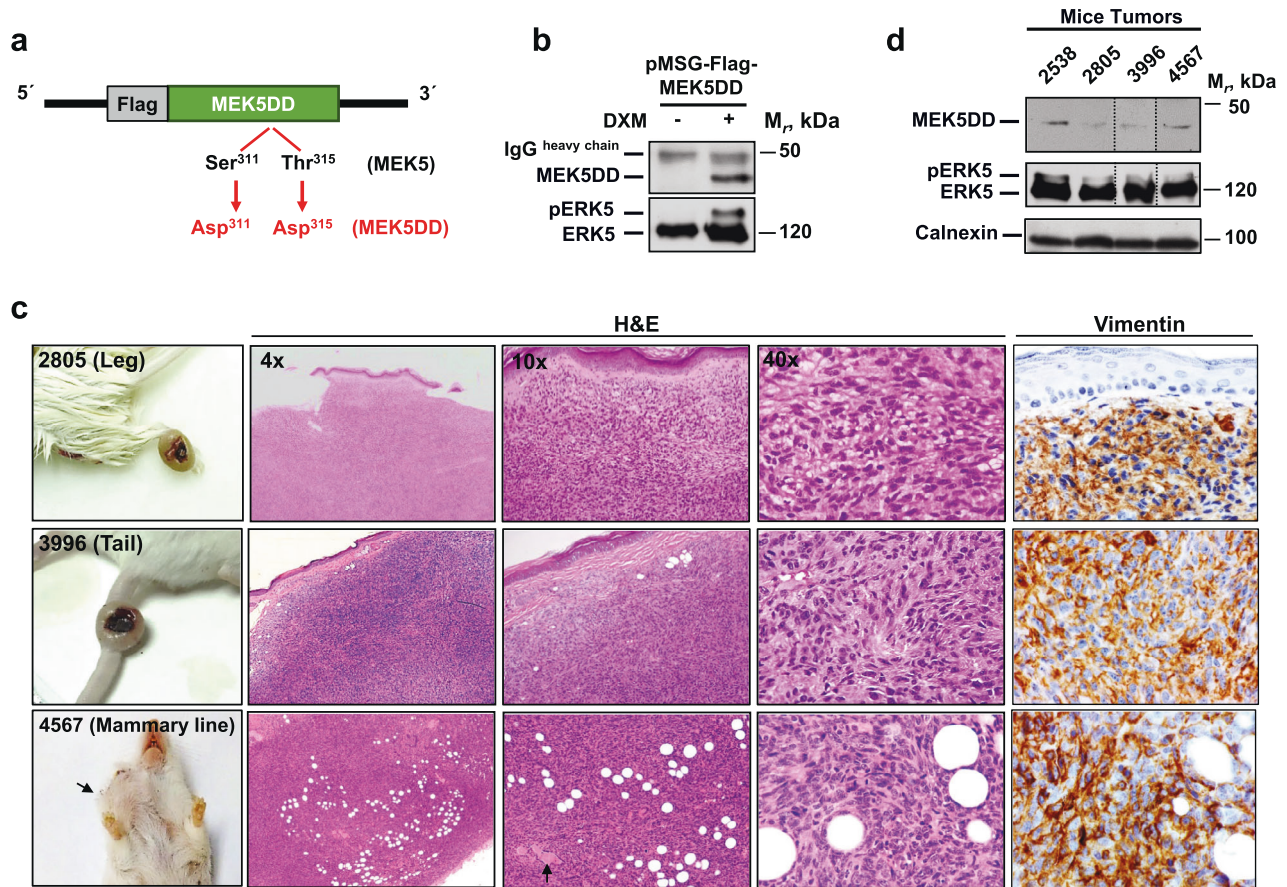 a
5´ Flag MEK5DD 3´
Ser311 Thr315 (MEK5)
Asp311 Asp315 (MEK5DD)
b
pMSG-Flag-
MEK5DD
DXM - + Mr, kDa
IgG heavy chain 50
MEK5DD
pERK5
ERK5 120
d
Mice Tumors
2538 2805 3996 4567
Mr, kDa
50
MEK5DD
pERK5
ERK5 120
Calnexin 100
c
H&E Vimentin
2805 (Leg) 4x 10x 40x
3996 (Tail)
4567 (Mammary line)